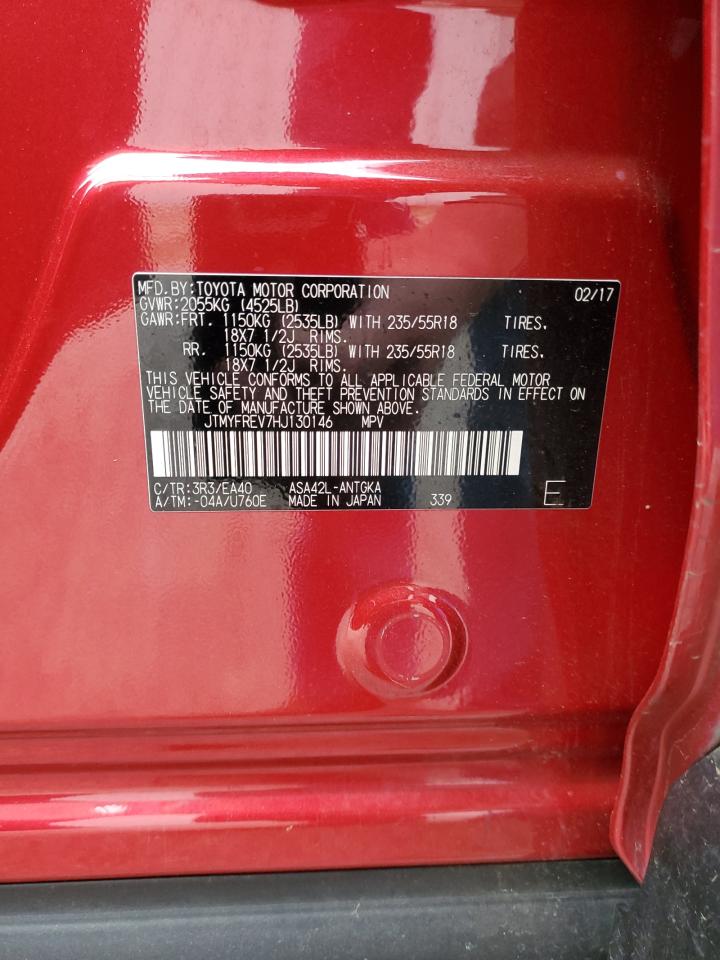 MFD.BY:TOYOTA MOTOR CORPORATION 02/17
GVWR:2055KG (4525LB)
GAWR:FRT. 1150KG (2535LB) WITH 235/55R18 TIRES,
18X7 1/2J RIMS.
RR. 1150KG (2535LB) WITH 235/55R18 TIRES,
18X7 1/2J RIMS.
THIS VEHICLE CONFORMS TO ALL APPLICABLE FEDERAL MOTOR
VEHICLE SAFETY AND THEFT PREVENTION STANDARDS IN EFFECT ON
THE DATE OF MANUFACTURE SHOWN ABOVE.
JTMYFREV7HJ130146 MPV
C/TR:3R3/EA40 ASA42L-ANTGKA
A/TM:-04A/U760E MADE IN JAPAN 339 E